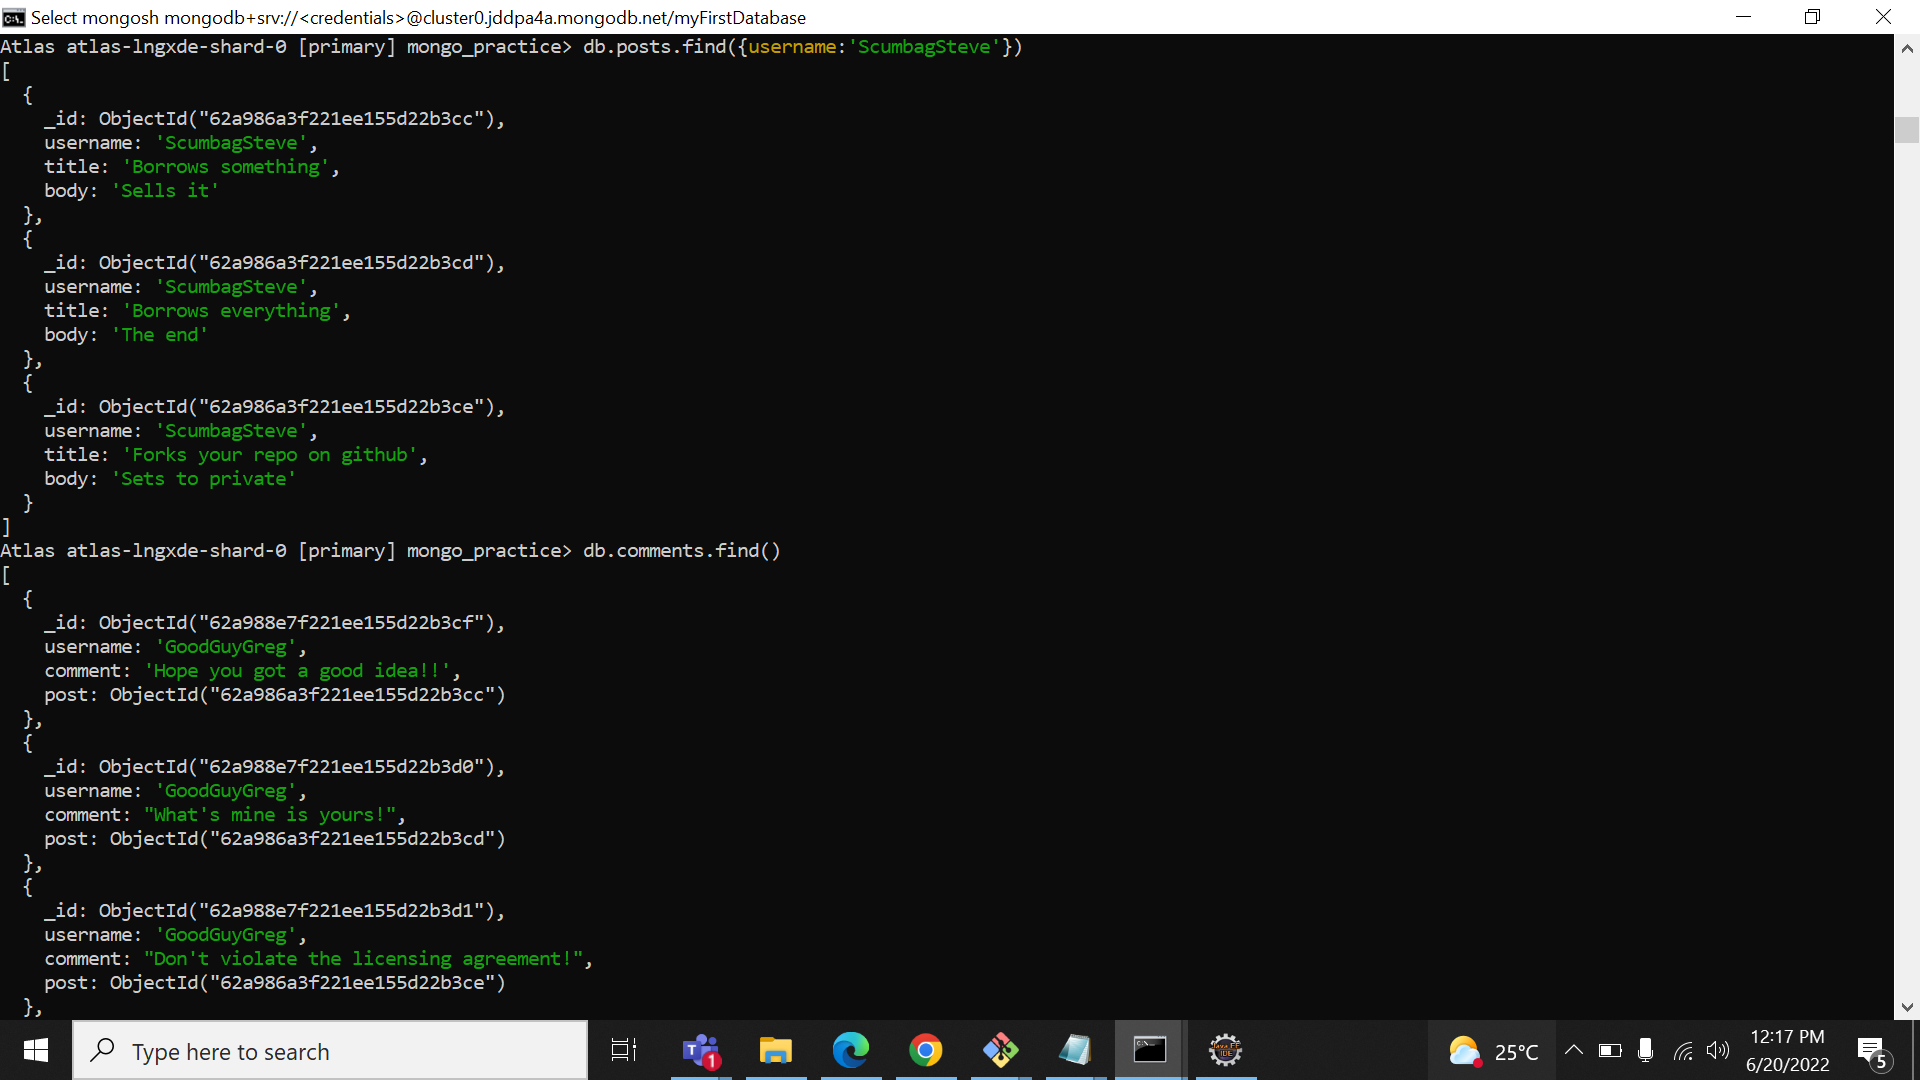 Select mongosh mongodb+srv://<credentials>@cluster0.jddpa4a.mongodb.net/myFirstDatabase
Atlas atlas-lngxde-shard-0 [primary] mongo_practice> db.posts.find({username:'ScumbagSteve'})
[
  {
    _id: ObjectId("62a986a3f221ee155d22b3cc"),
    username: 'ScumbagSteve',
    title: 'Borrows something',
    body: 'Sells it'
  },
  {
    _id: ObjectId("62a986a3f221ee155d22b3cd"),
    username: 'ScumbagSteve',
    title: 'Borrows everything',
    body: 'The end'
  },
  {
    _id: ObjectId("62a986a3f221ee155d22b3ce"),
    username: 'ScumbagSteve',
    title: 'Forks your repo on github',
    body: 'Sets to private'
  }
]
Atlas atlas-lngxde-shard-0 [primary] mongo_practice> db.comments.find()
[
  {
    _id: ObjectId("62a988e7f221ee155d22b3cf"),
    username: 'GoodGuyGreg',
    comment: 'Hope you got a good idea!!',
    post: ObjectId("62a986a3f221ee155d22b3cc")
  },
  {
    _id: ObjectId("62a988e7f221ee155d22b3d0"),
    username: 'GoodGuyGreg',
    comment: "What's mine is yours!",
    post: ObjectId("62a986a3f221ee155d22b3cd")
  },
  {
    _id: ObjectId("62a988e7f221ee155d22b3d1"),
    username: 'GoodGuyGreg',
    comment: "Don't violate the licensing agreement!",
    post: ObjectId("62a986a3f221ee155d22b3ce")
  },
Type here to search
T
1
Java EE
IDE
25°C
12:17 PM
6/20/2022
5